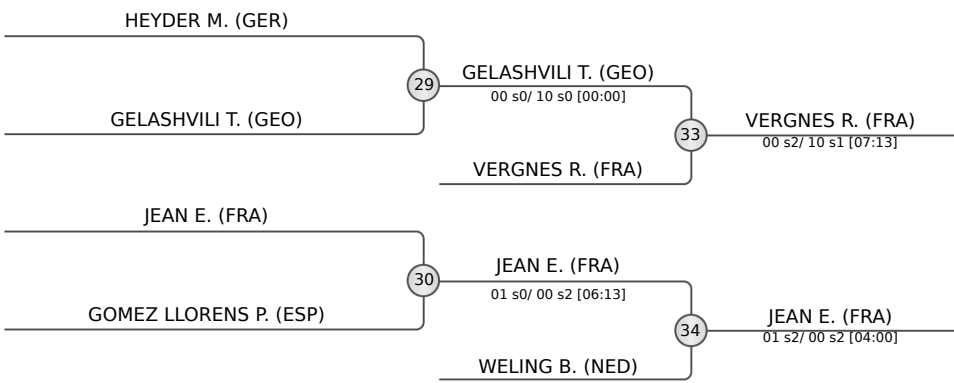 HEYDER M. (GER)
29
GELASHVILI T. (GEO)
GELASHVILI T. (GEO)
00 s0/ 10 s0 [00:00]
33
VERGNES R. (FRA)
VERGNES R. (FRA)
00 s2/ 10 s1 [07:13]
JEAN E. (FRA)
30
GOMEZ LLORENS P. (ESP)
JEAN E. (FRA)
01 s0/ 00 s2 [06:13]
34
WELING B. (NED)
JEAN E. (FRA)
01 s2/ 00 s2 [04:00]